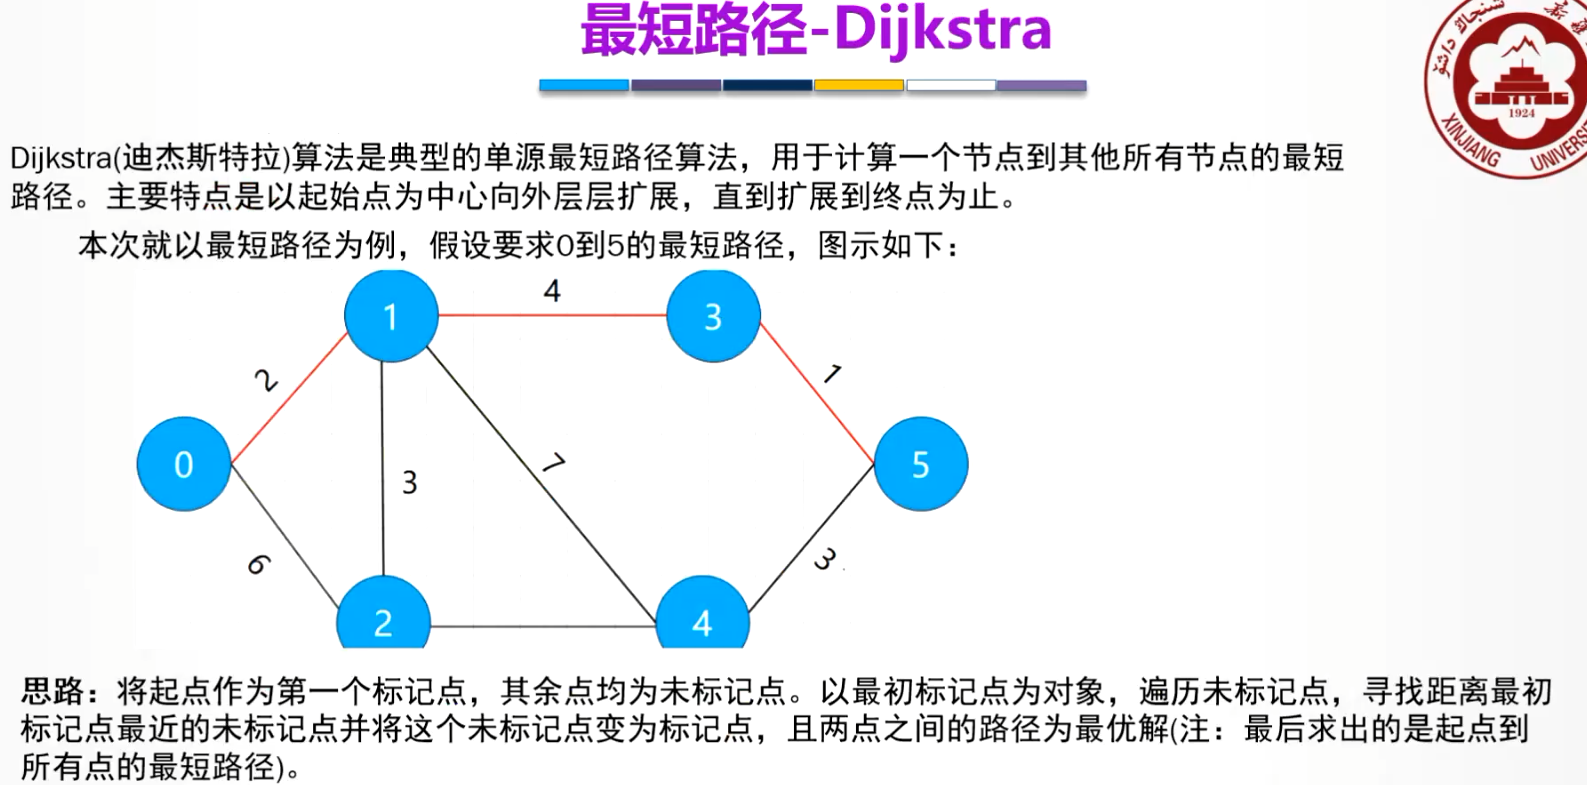 最短路径-Dijkstra
1924
XINJIANG UNIVERS
Dijkstra(迪杰斯特拉)算法是典型的单源最短路径算法，用于计算一个节点到其他所有节点的最短
路径。主要特点是以起始点为中心向外层层扩展，直到扩展到终点为止。
本次就以最短路径为例，假设要求0到5的最短路径，图示如下：
4
1
3
2
1
0
3
7
5
6
3
2
4
思路：将起点作为第一个标记点，其余点均为未标记点。以最初标记点为对象，遍历未标记点，寻找距离最初
标记点最近的未标记点并将这个未标记点变为标记点，且两点之间的路径为最优解(注：最后求出的是起点到
所有点的最短路径)。